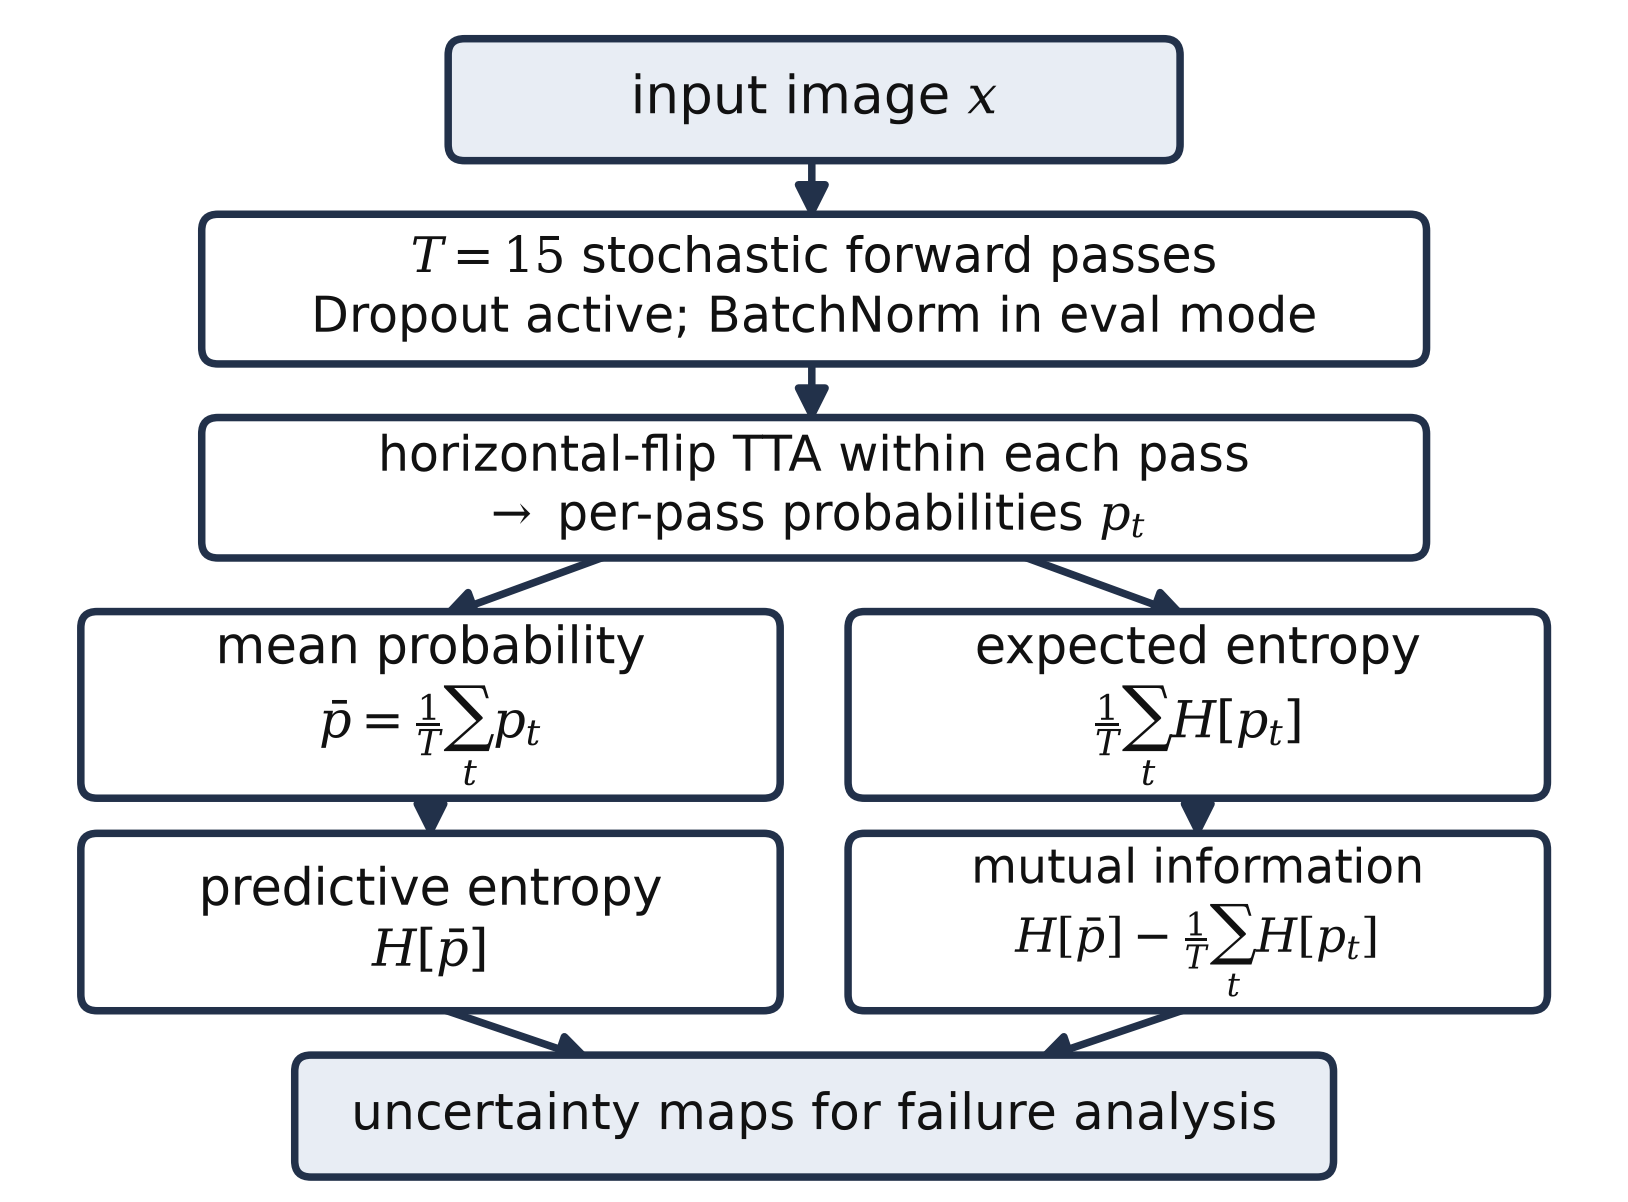 input image x
T = 15 stochastic forward passes
Dropout active; BatchNorm in eval mode
horizontal-flip TTA within each pass
→ per-pass probabilities p_t
mean probability
p̄ = 1/T ∑_t p_t
expected entropy
1/T ∑_t H[p_t]
predictive entropy
H[p̄]
mutual information
H[p̄] − 1/T ∑_t H[p_t]
uncertainty maps for failure analysis